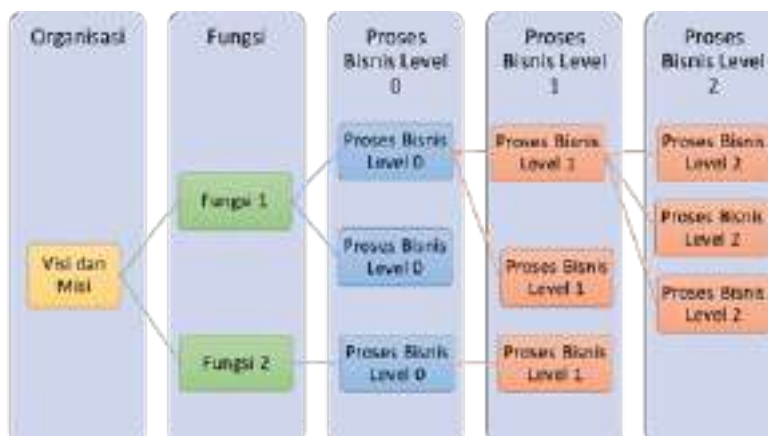 Organisasi
Fungsi
Proses
Bisnis Level
0
Proses
Bisnis Level
1
Proses
Bisnis Level
2
Visi dan
Misi
Fungsi 1
Fungsi 2
Proses Bisnis
Level 0
Proses Bisnis
Level 0
Proses Bisnis
Level 0
Proses Bisnis
Level 1
Proses Bisnis
Level 1
Proses Bisnis
Level 1
Proses Bisnis
Level 2
Proses Bisnis
Level 2
Proses Bisnis
Level 2